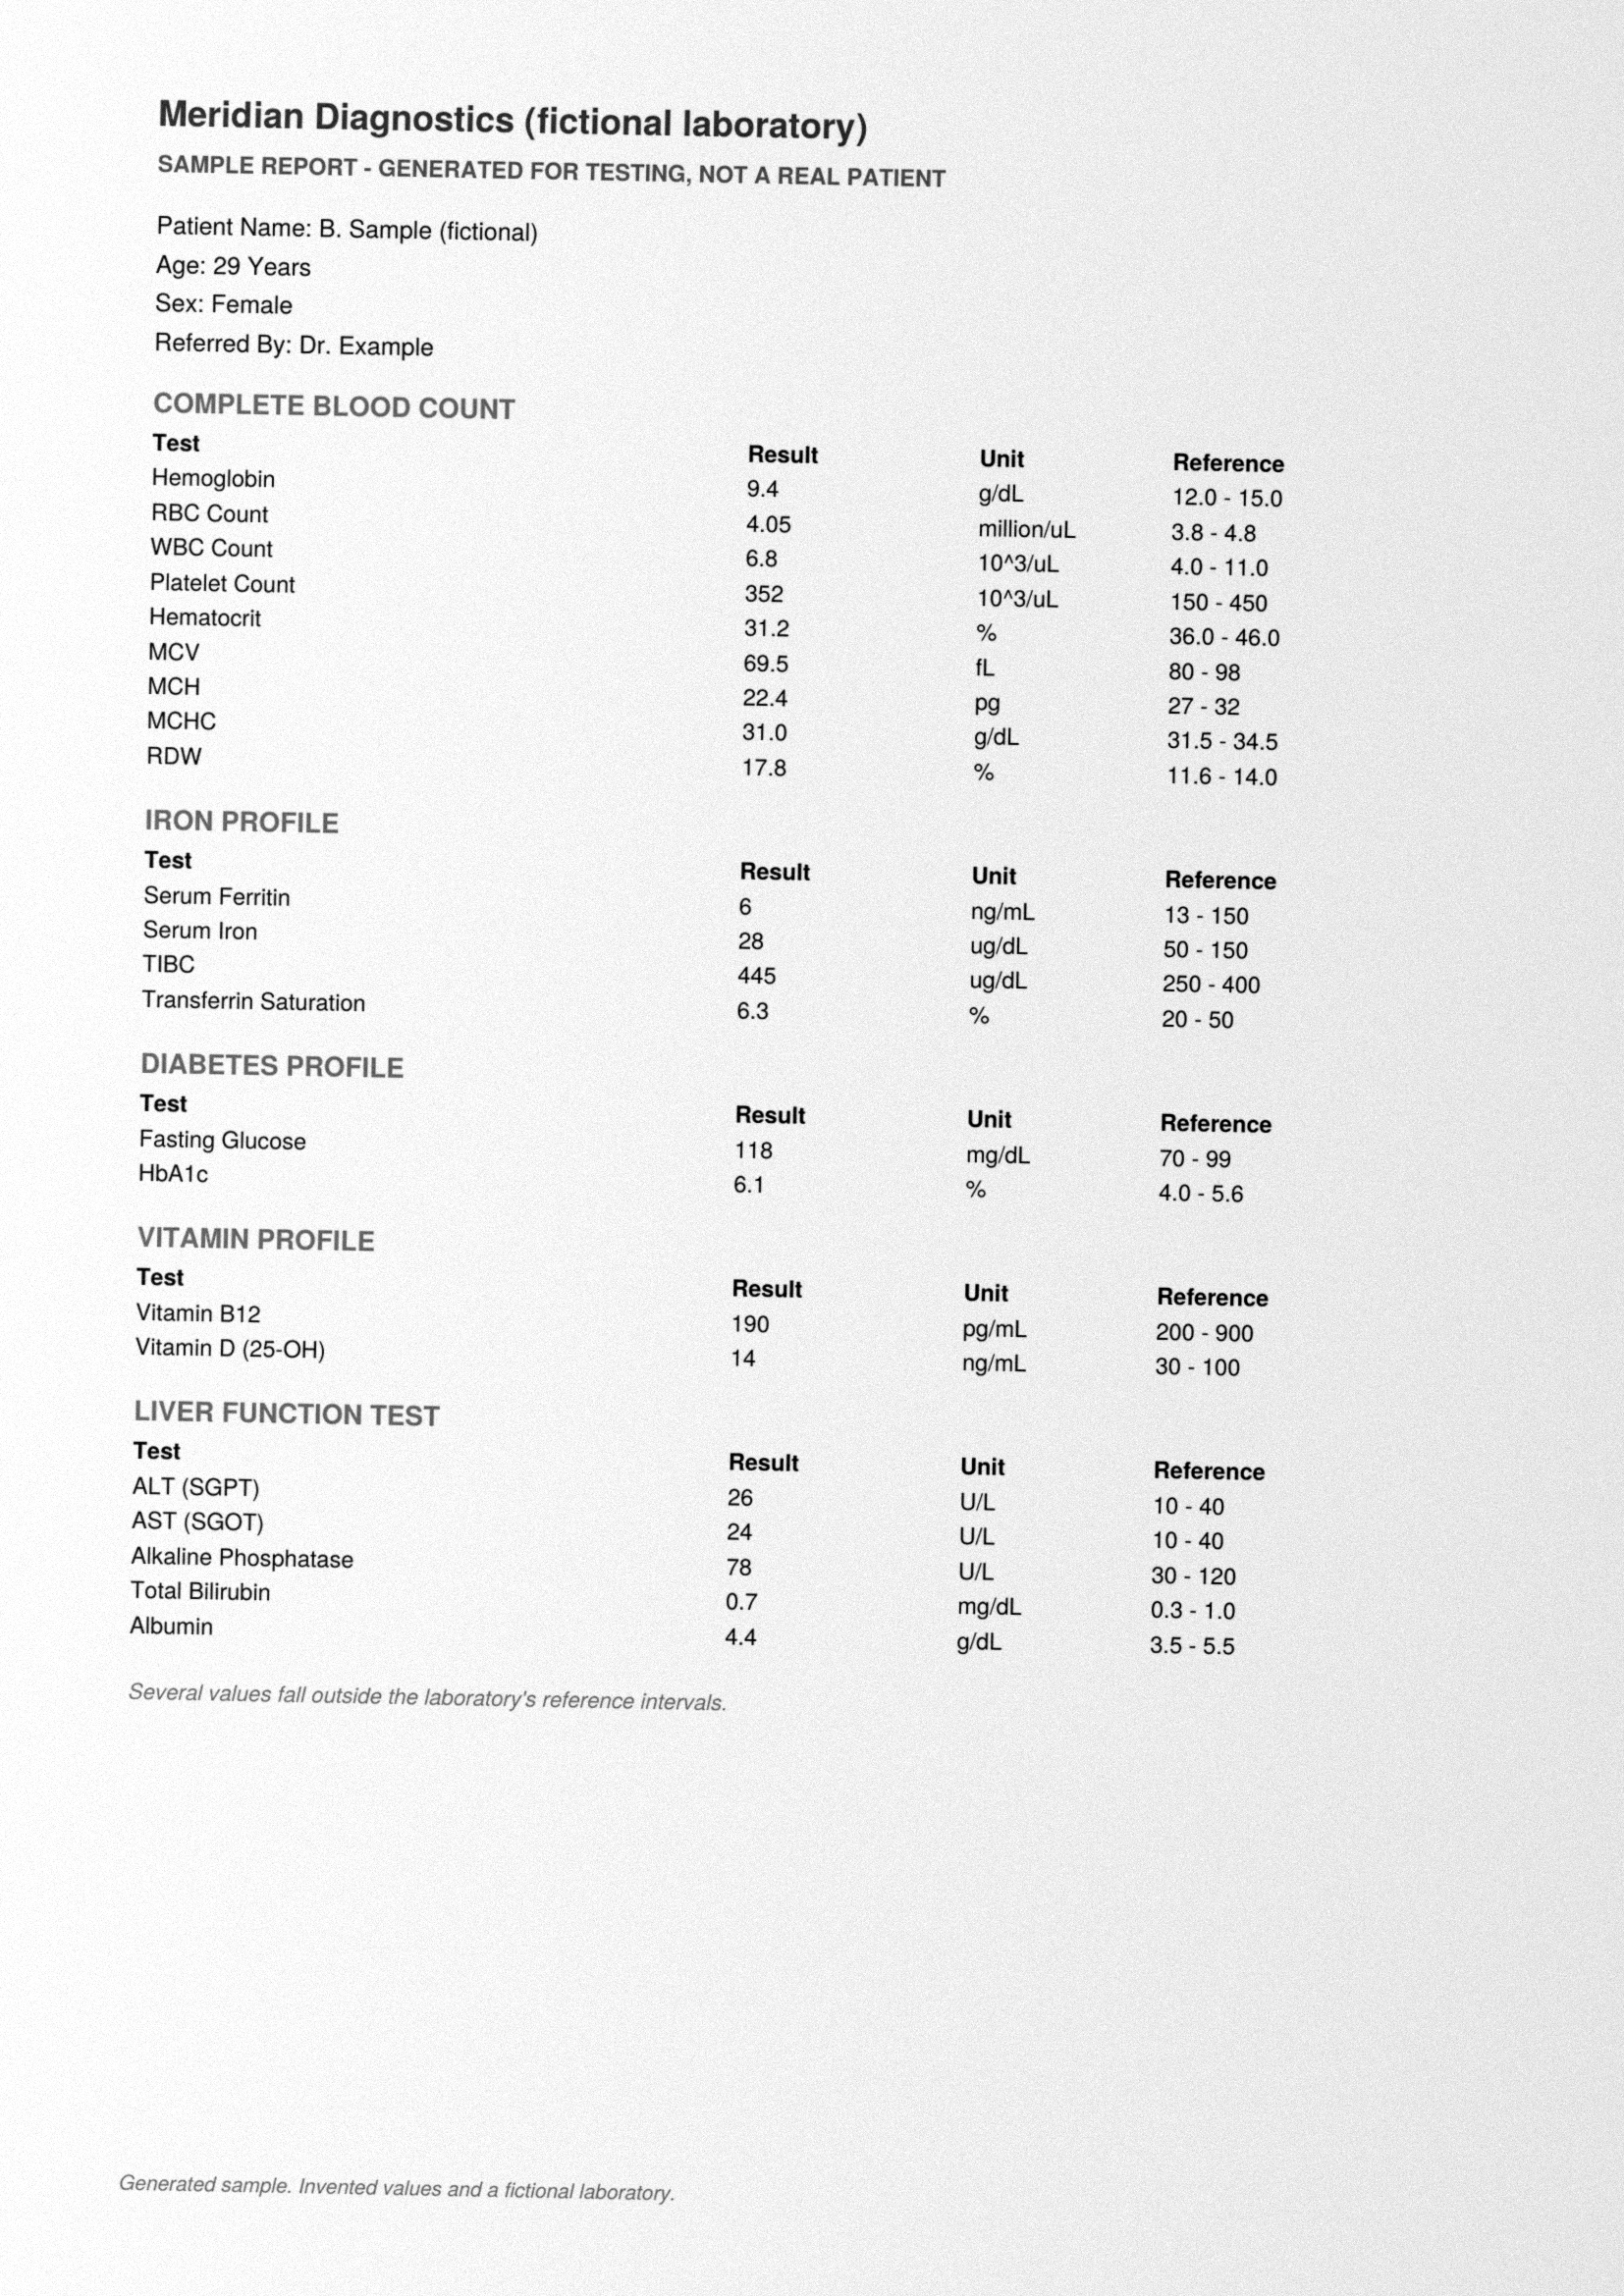 Meridian Diagnostics (fictional laboratory)
SAMPLE REPORT - GENERATED FOR TESTING, NOT A REAL PATIENT
Patient Name: B. Sample (fictional)
Age: 29 Years
Sex: Female
Referred By: Dr. Example
COMPLETE BLOOD COUNT
Test Result Unit Reference
Hemoglobin 9.4 g/dL 12.0 - 15.0
RBC Count 4.05 million/uL 3.8 - 4.8
WBC Count 6.8 10^3/uL 4.0 - 11.0
Platelet Count 352 10^3/uL 150 - 450
Hematocrit 31.2 % 36.0 - 46.0
MCV 69.5 fL 80 - 98
MCH 22.4 pg 27 - 32
MCHC 31.0 g/dL 31.5 - 34.5
RDW 17.8 % 11.6 - 14.0
IRON PROFILE
Test Result Unit Reference
Serum Ferritin 6 ng/mL 13 - 150
Serum Iron 28 ug/dL 50 - 150
TIBC 445 ug/dL 250 - 400
Transferrin Saturation 6.3 % 20 - 50
DIABETES PROFILE
Test Result Unit Reference
Fasting Glucose 118 mg/dL 70 - 99
HbA1c 6.1 % 4.0 - 5.6
VITAMIN PROFILE
Test Result Unit Reference
Vitamin B12 190 pg/mL 200 - 900
Vitamin D (25-OH) 14 ng/mL 30 - 100
LIVER FUNCTION TEST
Test Result Unit Reference
ALT (SGPT) 26 U/L 10 - 40
AST (SGOT) 24 U/L 10 - 40
Alkaline Phosphatase 78 U/L 30 - 120
Total Bilirubin 0.7 mg/dL 0.3 - 1.0
Albumin 4.4 g/dL 3.5 - 5.5
Several values fall outside the laboratory's reference intervals.
Generated sample. Invented values and a fictional laboratory.